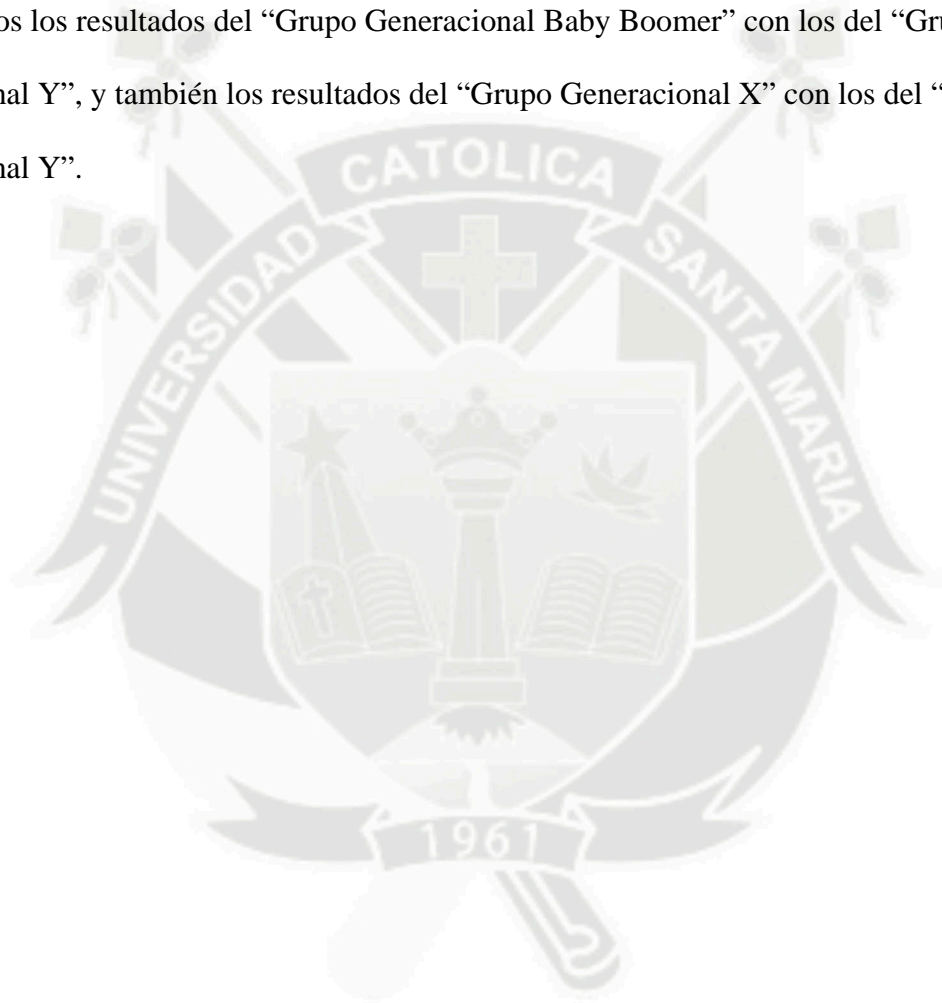 os los resultados del “Grupo Generacional Baby Boomer” con los del “Gru
nal Y”, y también los resultados del “Grupo Generacional X” con los del “
nal Y”.
UNIVERSIDAD CATOLICA SANTA MARIA
1961